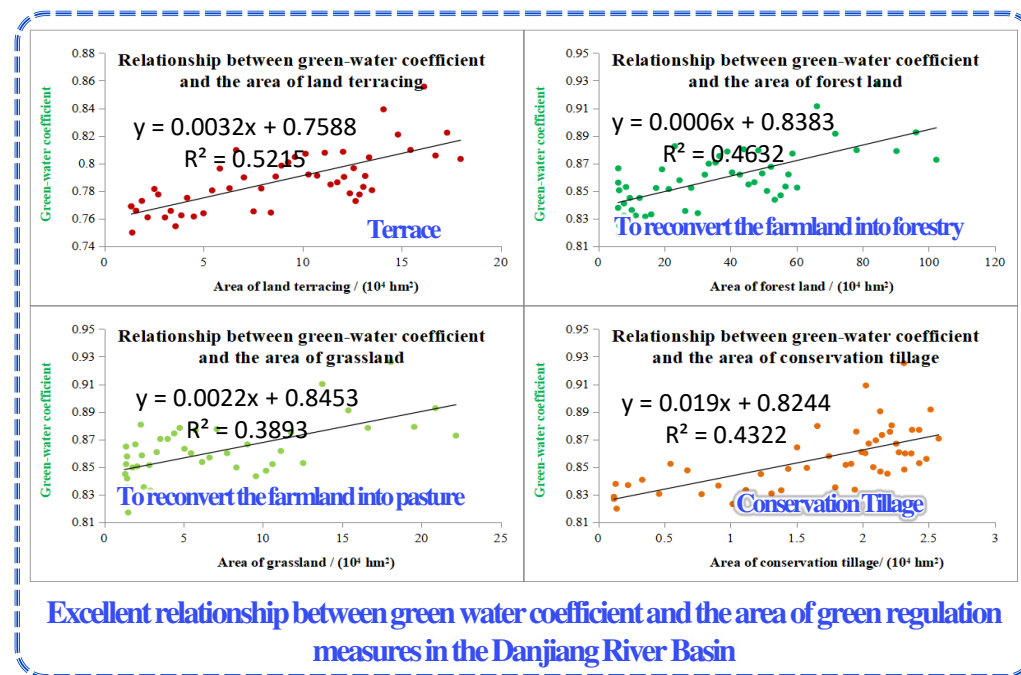 Relationship between green-water coefficient
and the area of land terracing
y = 0.0032x + 0.7588
R² = 0.5215
Terrace
Green-water coefficient
0.88
0.86
0.84
0.82
0.8
0.78
0.76
0.74
0 5 10 15 20
Area of land terracing / (10⁴ hm²)
Relationship between green-water coefficient
and the area of forest land
y = 0.0006x + 0.8383
R² = 0.4632
To reconvert the farmland into forestry
Green-water coefficient
0.95
0.93
0.91
0.89
0.87
0.85
0.83
0.81
0 20 40 60 80 100 120
Area of forest land / (10⁴ hm²)
Relationship between green-water coefficient
and the area of grassland
y = 0.0022x + 0.8453
R² = 0.3893
To reconvert the farmland into pasture
Green-water coefficient
0.95
0.93
0.91
0.89
0.87
0.85
0.83
0.81
0 5 10 15 20 25
Area of grassland / (10⁴ hm²)
Relationship between green-water coefficient
and the area of conservation tillage
y = 0.019x + 0.8244
R² = 0.4322
Conservation Tillage
Green-water coefficient
0.95
0.93
0.91
0.89
0.87
0.85
0.83
0.81
0 0.5 1 1.5 2 2.5 3
Area of conservation tillage/ (10⁴ hm²)
Excellent relationship between green water coefficient and the area of green regulation
measures in the Danjiang River Basin